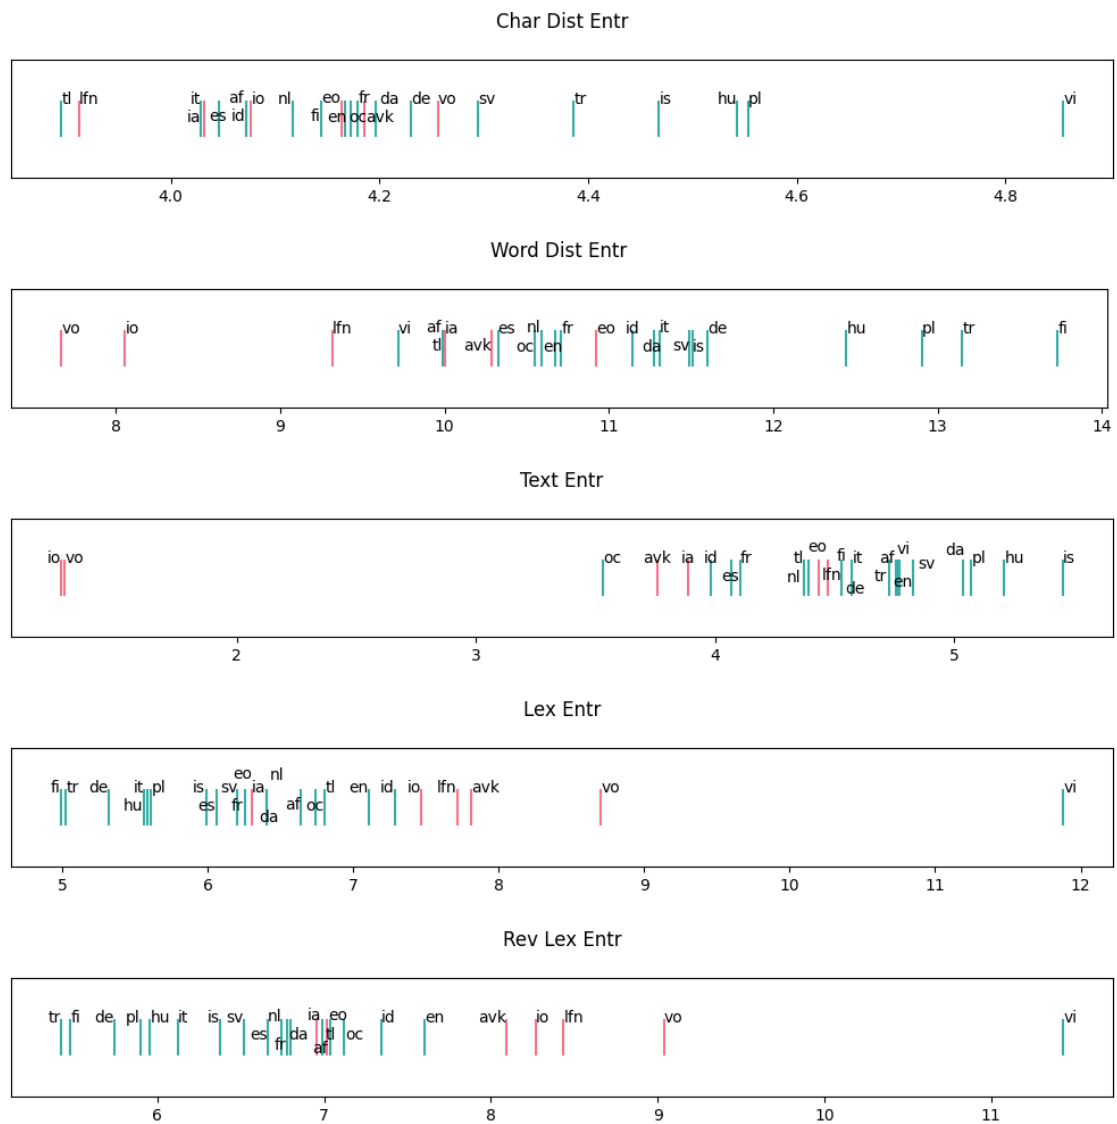 Char Dist Entr
tl lfn it af io nl eo fr da de vo sv tr is hu pl vi
ia es id fi en oc avk
4.0 4.2 4.4 4.6 4.8
Word Dist Entr
vo io lfn vi af ia es nl fr eo id it de hu pl tr fi
tl avk oc en da sv is
8 9 10 11 12 13 14
Text Entr
eo vi da sv
io vo oc avk ia id fr tl fi it af pl hu is
es nl lfn de tr en
2 3 4 5
Lex Entr
eo nl
fi tr de it pl is sv ia tl en id io lfn avk vo vi
hu es fr da af oc
5 6 7 8 9 10 11 12
Rev Lex Entr
tr fi de pl hu it is sv nl ia eo id en avk io lfn vo vi
es fr da af tl oc
6 7 8 9 10 11